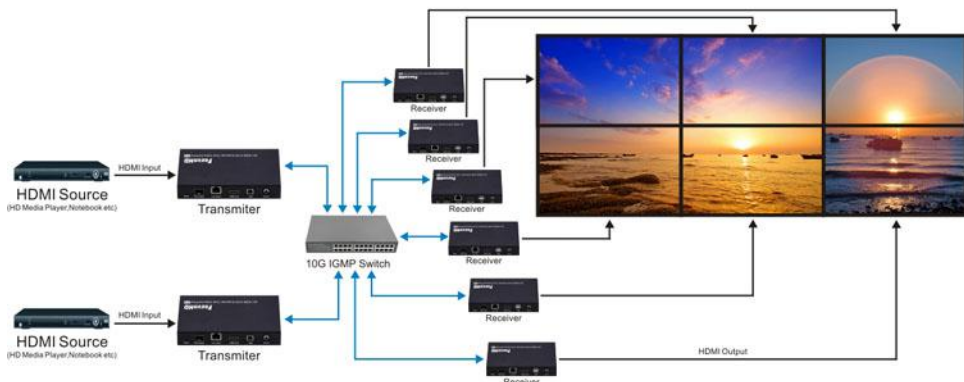 Receiver
Receiver
HDMI Input
HDMI Source
(HD Media Player,Notebook etc)
Transmiter
Receiver
10G IGMP Switch
Receiver
HDMI Input
HDMI Source
(HD Media Player,Notebook etc)
Transmiter
Receiver
HDMI Output
Receiver